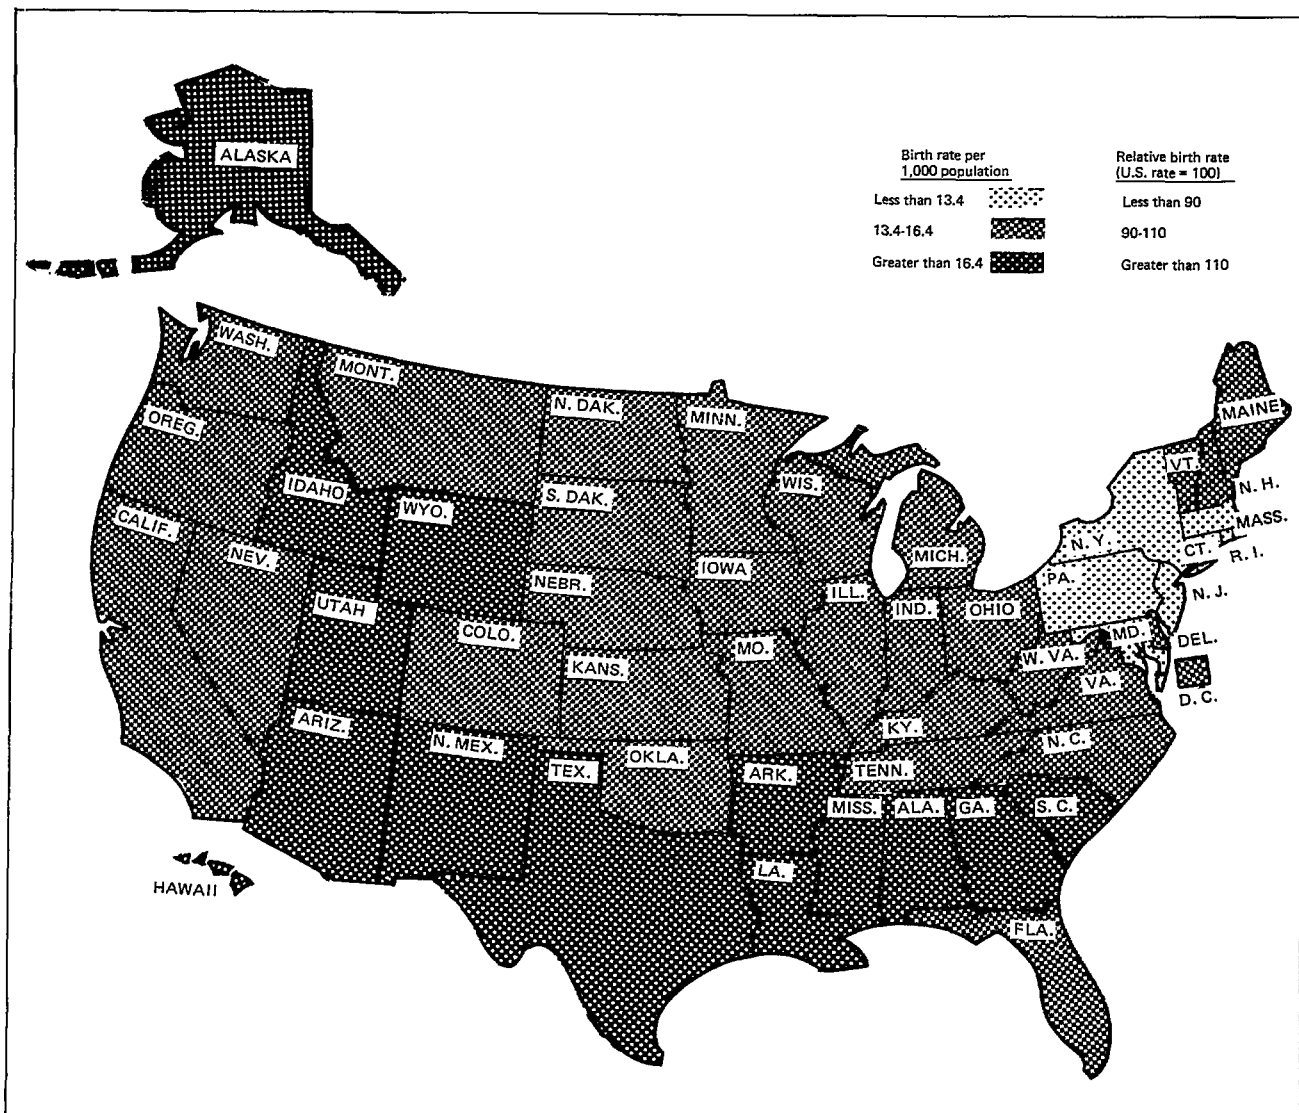 ALASKA
Birth rate per
1,000 population
Relative birth rate
(U.S. rate = 100)
Less than 13.4
Less than 90
13.4-16.4
90-110
Greater than 16.4
Greater than 110
WASH.
MONT.
N. DAK.
MINN.
MAINE
OREG.
VT.
IDAHO
WYO.
S. DAK.
WIS.
N. H.
CALIF.
MASS.
NEV.
N. Y.
CT.
R. I.
MICH.
IOWA
NEBR.
PA.
ILL.
IND.
OHIO
N. J.
UTAH
COLO.
MD.
DEL.
MO.
KANS.
W. VA.
VA.
D. C.
ARIZ.
N. MEX.
KY.
N. C.
TEX.
OKLA.
ARK.
TENN.
MISS.
ALA.
GA.
S. C.
LA.
HAWAII
FLA.